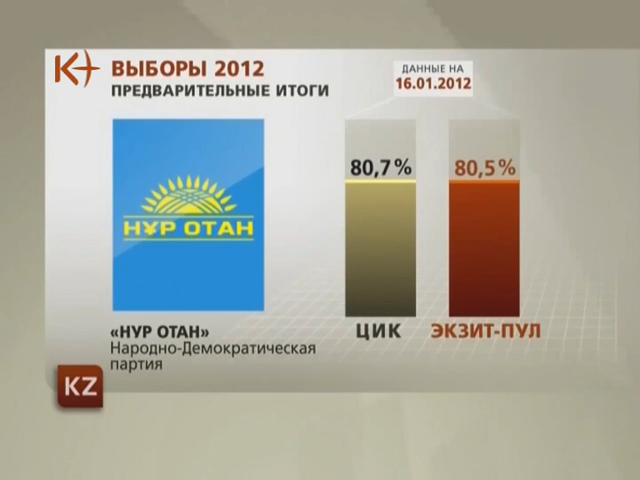 K+
ВЫБОРЫ 2012
ПРЕДВАРИТЕЛЬНЫЕ ИТОГИ
ДАННЫЕ НА
16.01.2012
80,7 %
80,5 %
НҰР ОТАН
ЦИК
ЭКЗИТ-ПУЛ
«НУР ОТАН»
Народно-Демократическая
партия
KZ